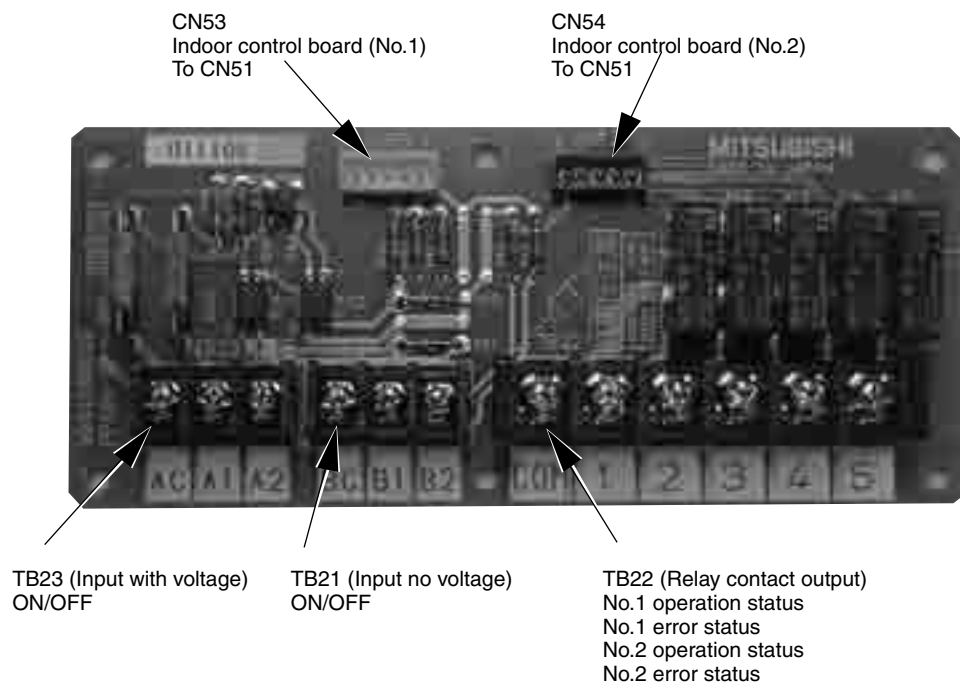 CN53
Indoor control board (No.1)
To CN51
CN54
Indoor control board (No.2)
To CN51
MITSUBISHI
AC A1 A2 BC B1 B2 COM 1 2 3 4 5
TB23 (Input with voltage)
ON/OFF
TB21 (Input no voltage)
ON/OFF
TB22 (Relay contact output)
No.1 operation status
No.1 error status
No.2 operation status
No.2 error status